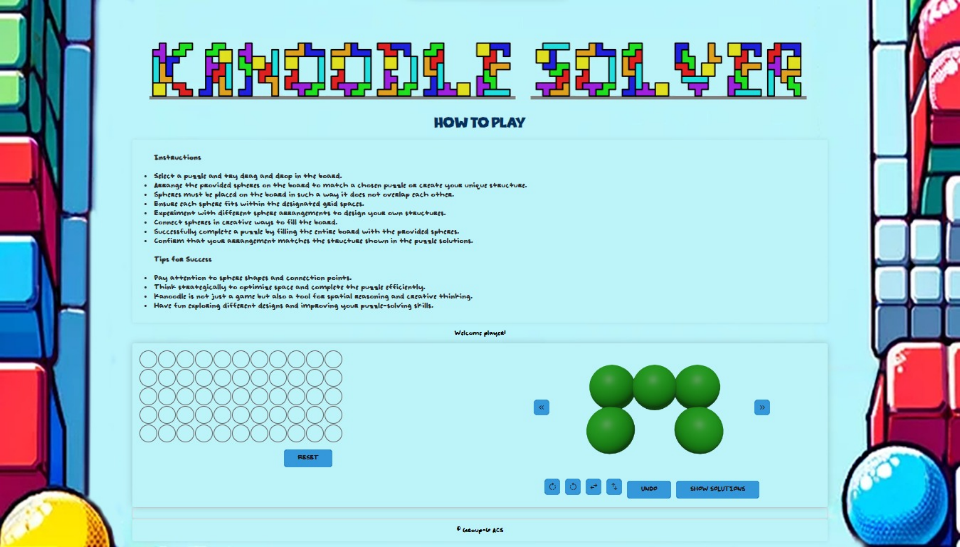 KANOODLE SOLVER
HOW TO PLAY
Instructions
Select a puzzle and try drag and drop in the board.
Arrange the provided spheres on the board to match a chosen puzzle or create your unique structure.
Spheres must be placed on the board in such a way it does not overlap each other.
Ensure each sphere fits within the designated grid spaces.
Experiment with different sphere arrangements to design your own structures.
Connect spheres in creative ways to fill the board.
Successfully complete a puzzle by filling the entire board with the provided spheres.
Confirm that your arrangement matches the structure shown in the puzzle solutions.
Tips for Success
Pay attention to sphere shapes and connection points.
Think strategically to optimize space and complete the puzzle efficiently.
Kanoodle is not just a game but also a tool for spatial reasoning and creative thinking.
Have fun exploring different designs and improving your puzzle-solving skills.
Welcome player!
«
»
RESET
UNDO
SHOW SOLUTIONS